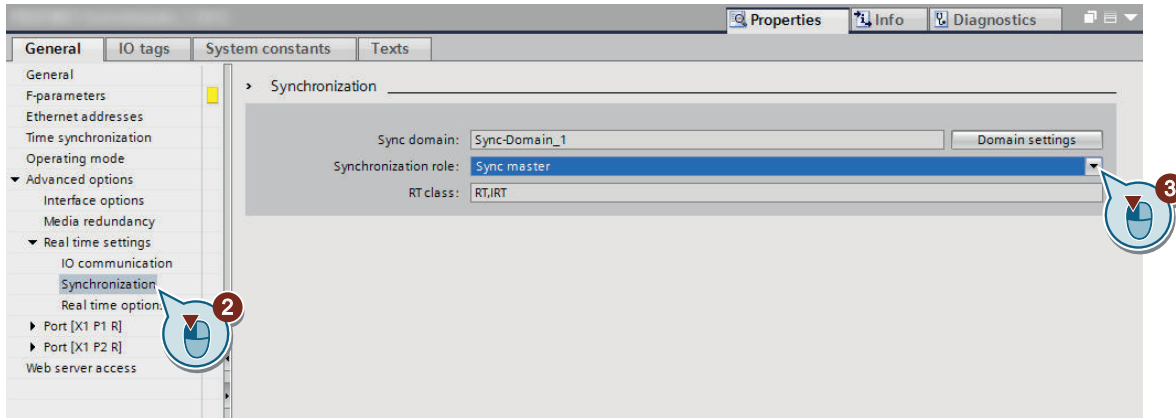 Properties Info Diagnostics
General IO tags System constants Texts
General
F-parameters
Ethernet addresses
Time synchronization
Operating mode
Advanced options
Interface options
Media redundancy
Real time settings
IO communication
Synchronization
Real time option
Port [X1 P1 R]
Port [X1 P2 R]
Web server access
2
Synchronization
Sync domain: Sync-Domain_1 Domain settings
Synchronization role: Sync master
RT class: RT,IRT
3